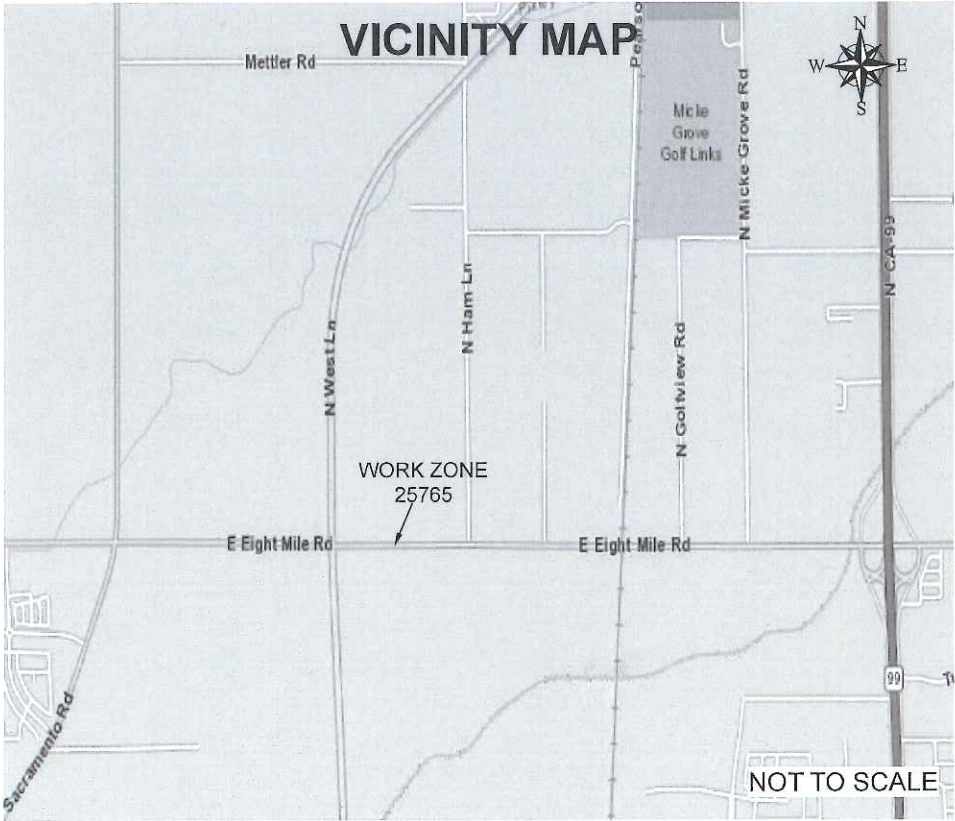 VICINITY MAP
N
W
E
S
Mettler Rd
Micke
Grove
Golf Links
N Micke Grove Rd
N CA-99
N Ham Ln
N West Ln
N Golfview Rd
WORK ZONE
25765
E Eight Mile Rd
E Eight Mile Rd
99
Sacramento Rd
NOT TO SCALE